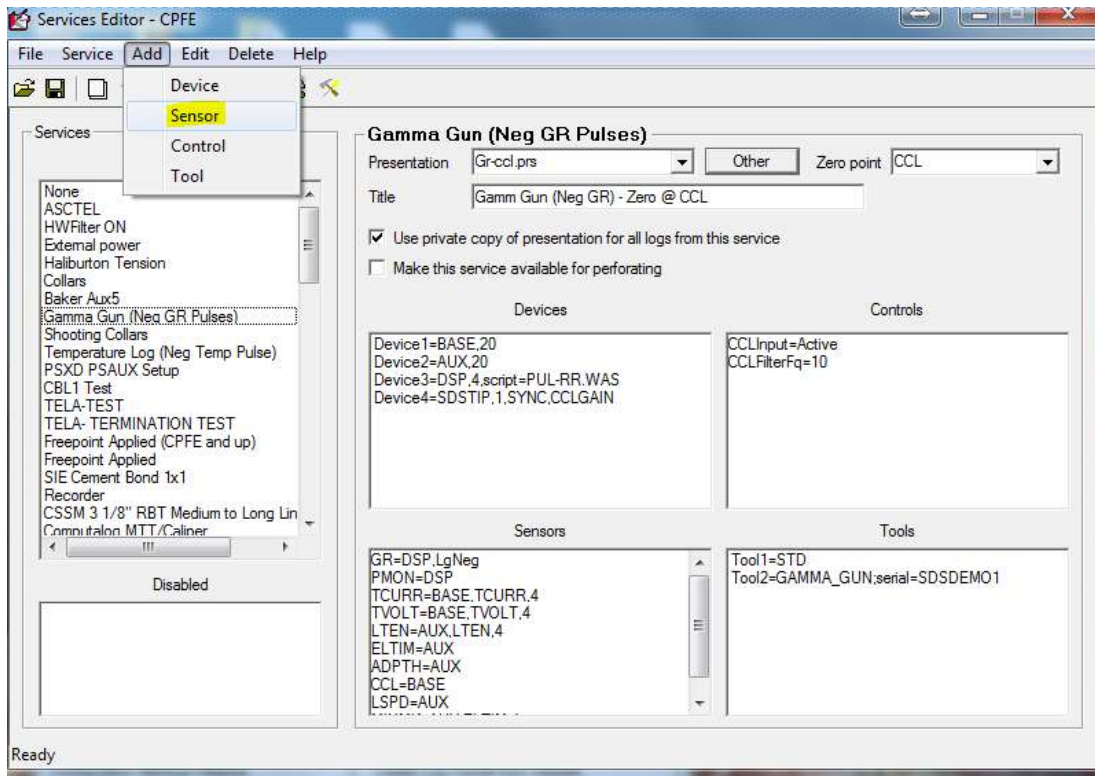 Services Editor - CPFE
File Service Add Edit Delete Help
Device
Sensor
Control
Tool
Services
None
ASCTEL
HWFilter ON
External power
Haliburton Tension
Collars
Baker Aux5
Gamma Gun (Neg GR Pulses)
Shooting Collars
Temperature Log (Neg Temp Pulse)
PSXD PSAUX Setup
CBL1 Test
TELA-TEST
TELA- TERMINATION TEST
Freepoint Applied (CPFE and up)
Freepoint Applied
SIE Cement Bond 1x1
Recorder
CSSM 3 1/8" RBT Medium to Long Lin
Computalog MTT/Caliper
Disabled
Gamma Gun (Neg GR Pulses)
Presentation Gr-ccl.prs Other Zero point CCL
Title Gamm Gun (Neg GR) - Zero @ CCL
Use private copy of presentation for all logs from this service
Make this service available for perforating
Devices
Device1=BASE,20
Device2=AUX,20
Device3=DSP,4,script=PUL-RR.WAS
Device4=SDSTIP,1,SYNC,CCLGAIN
Controls
CCLInput=Active
CCLFilterFq=10
Sensors
GR=DSP,LgNeg
PMON=DSP
TCURR=BASE,TCURR,4
TVOLT=BASE,TVOLT,4
LTEN=AUX,LTEN,4
ELTIM=AUX
ADPTH=AUX
CCL=BASE
LSPD=AUX
Tools
Tool1=STD
Tool2=GAMMA_GUN;serial=SDSDEMO1
Ready